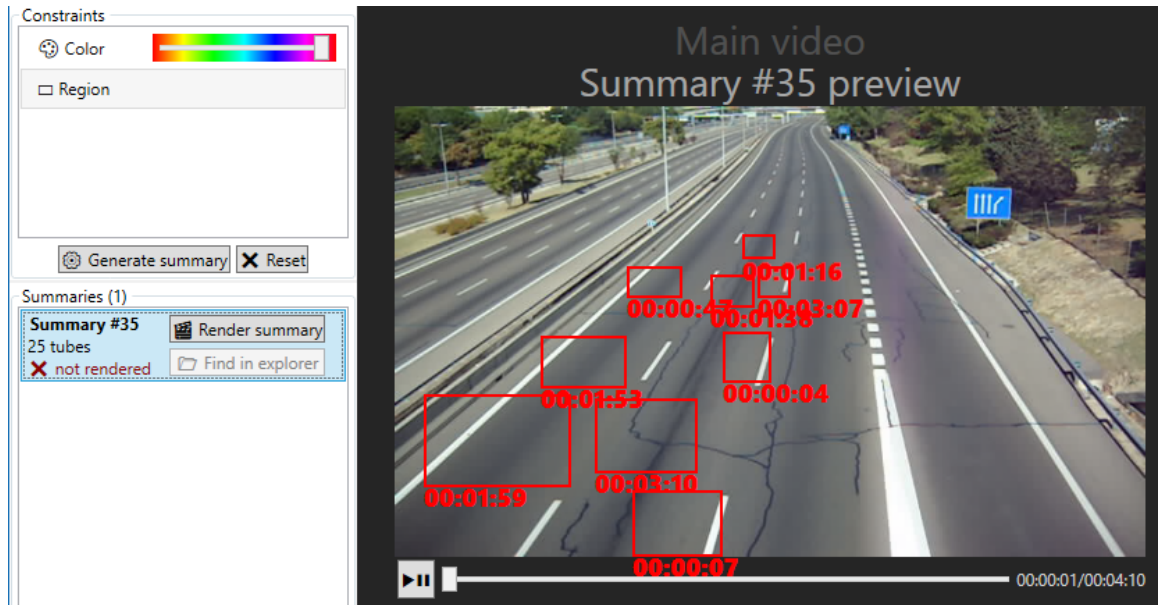 Constraints
Color
Region
Generate summary
Reset
Summaries (1)
Summary #35
25 tubes
not rendered
Render summary
Find in explorer
Main video
Summary #35 preview
00:01:16
00:00:47
00:03:07
00:01:38
00:01:53
00:00:04
00:01:59
00:03:10
00:00:07
00:00:01/00:04:10